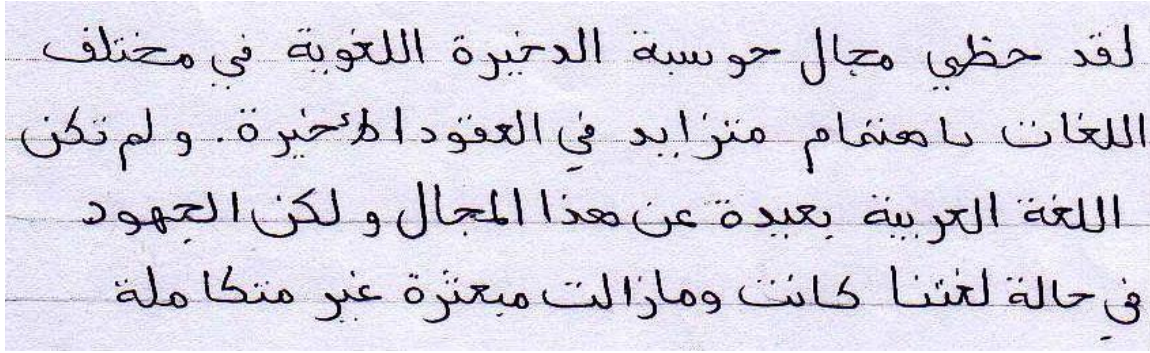 لقد حظي مجال حوسبة الدخيرة اللغوية في مختلف
اللغات باهتمام متزايد في العقود الأخيرة. ولم تكن
اللغة العربية بعيدة عن هذا المجال ولكن الجهود
في حالة لغتنا كانت ومازالت مبعثرة غير متكاملة